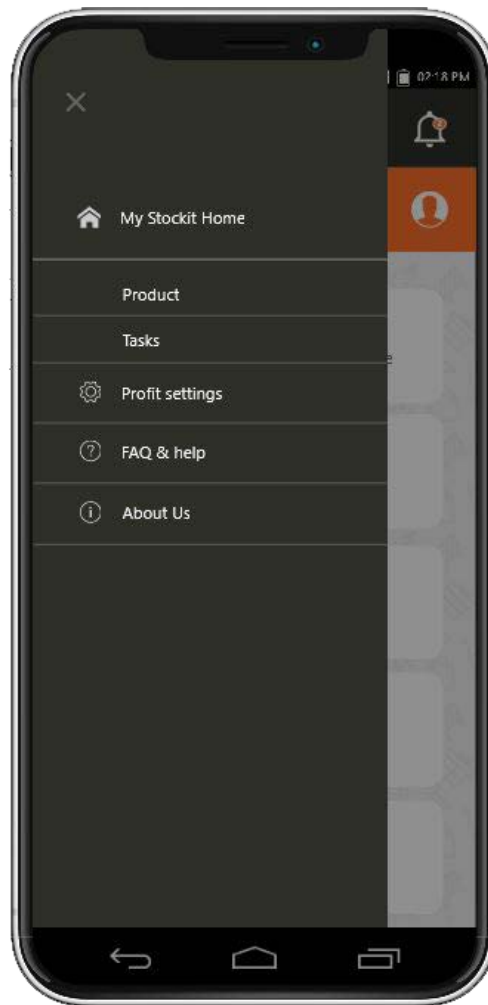 02:18 PM
My Stockit Home
Product
Tasks
e
Profit settings
FAQ & help
About Us